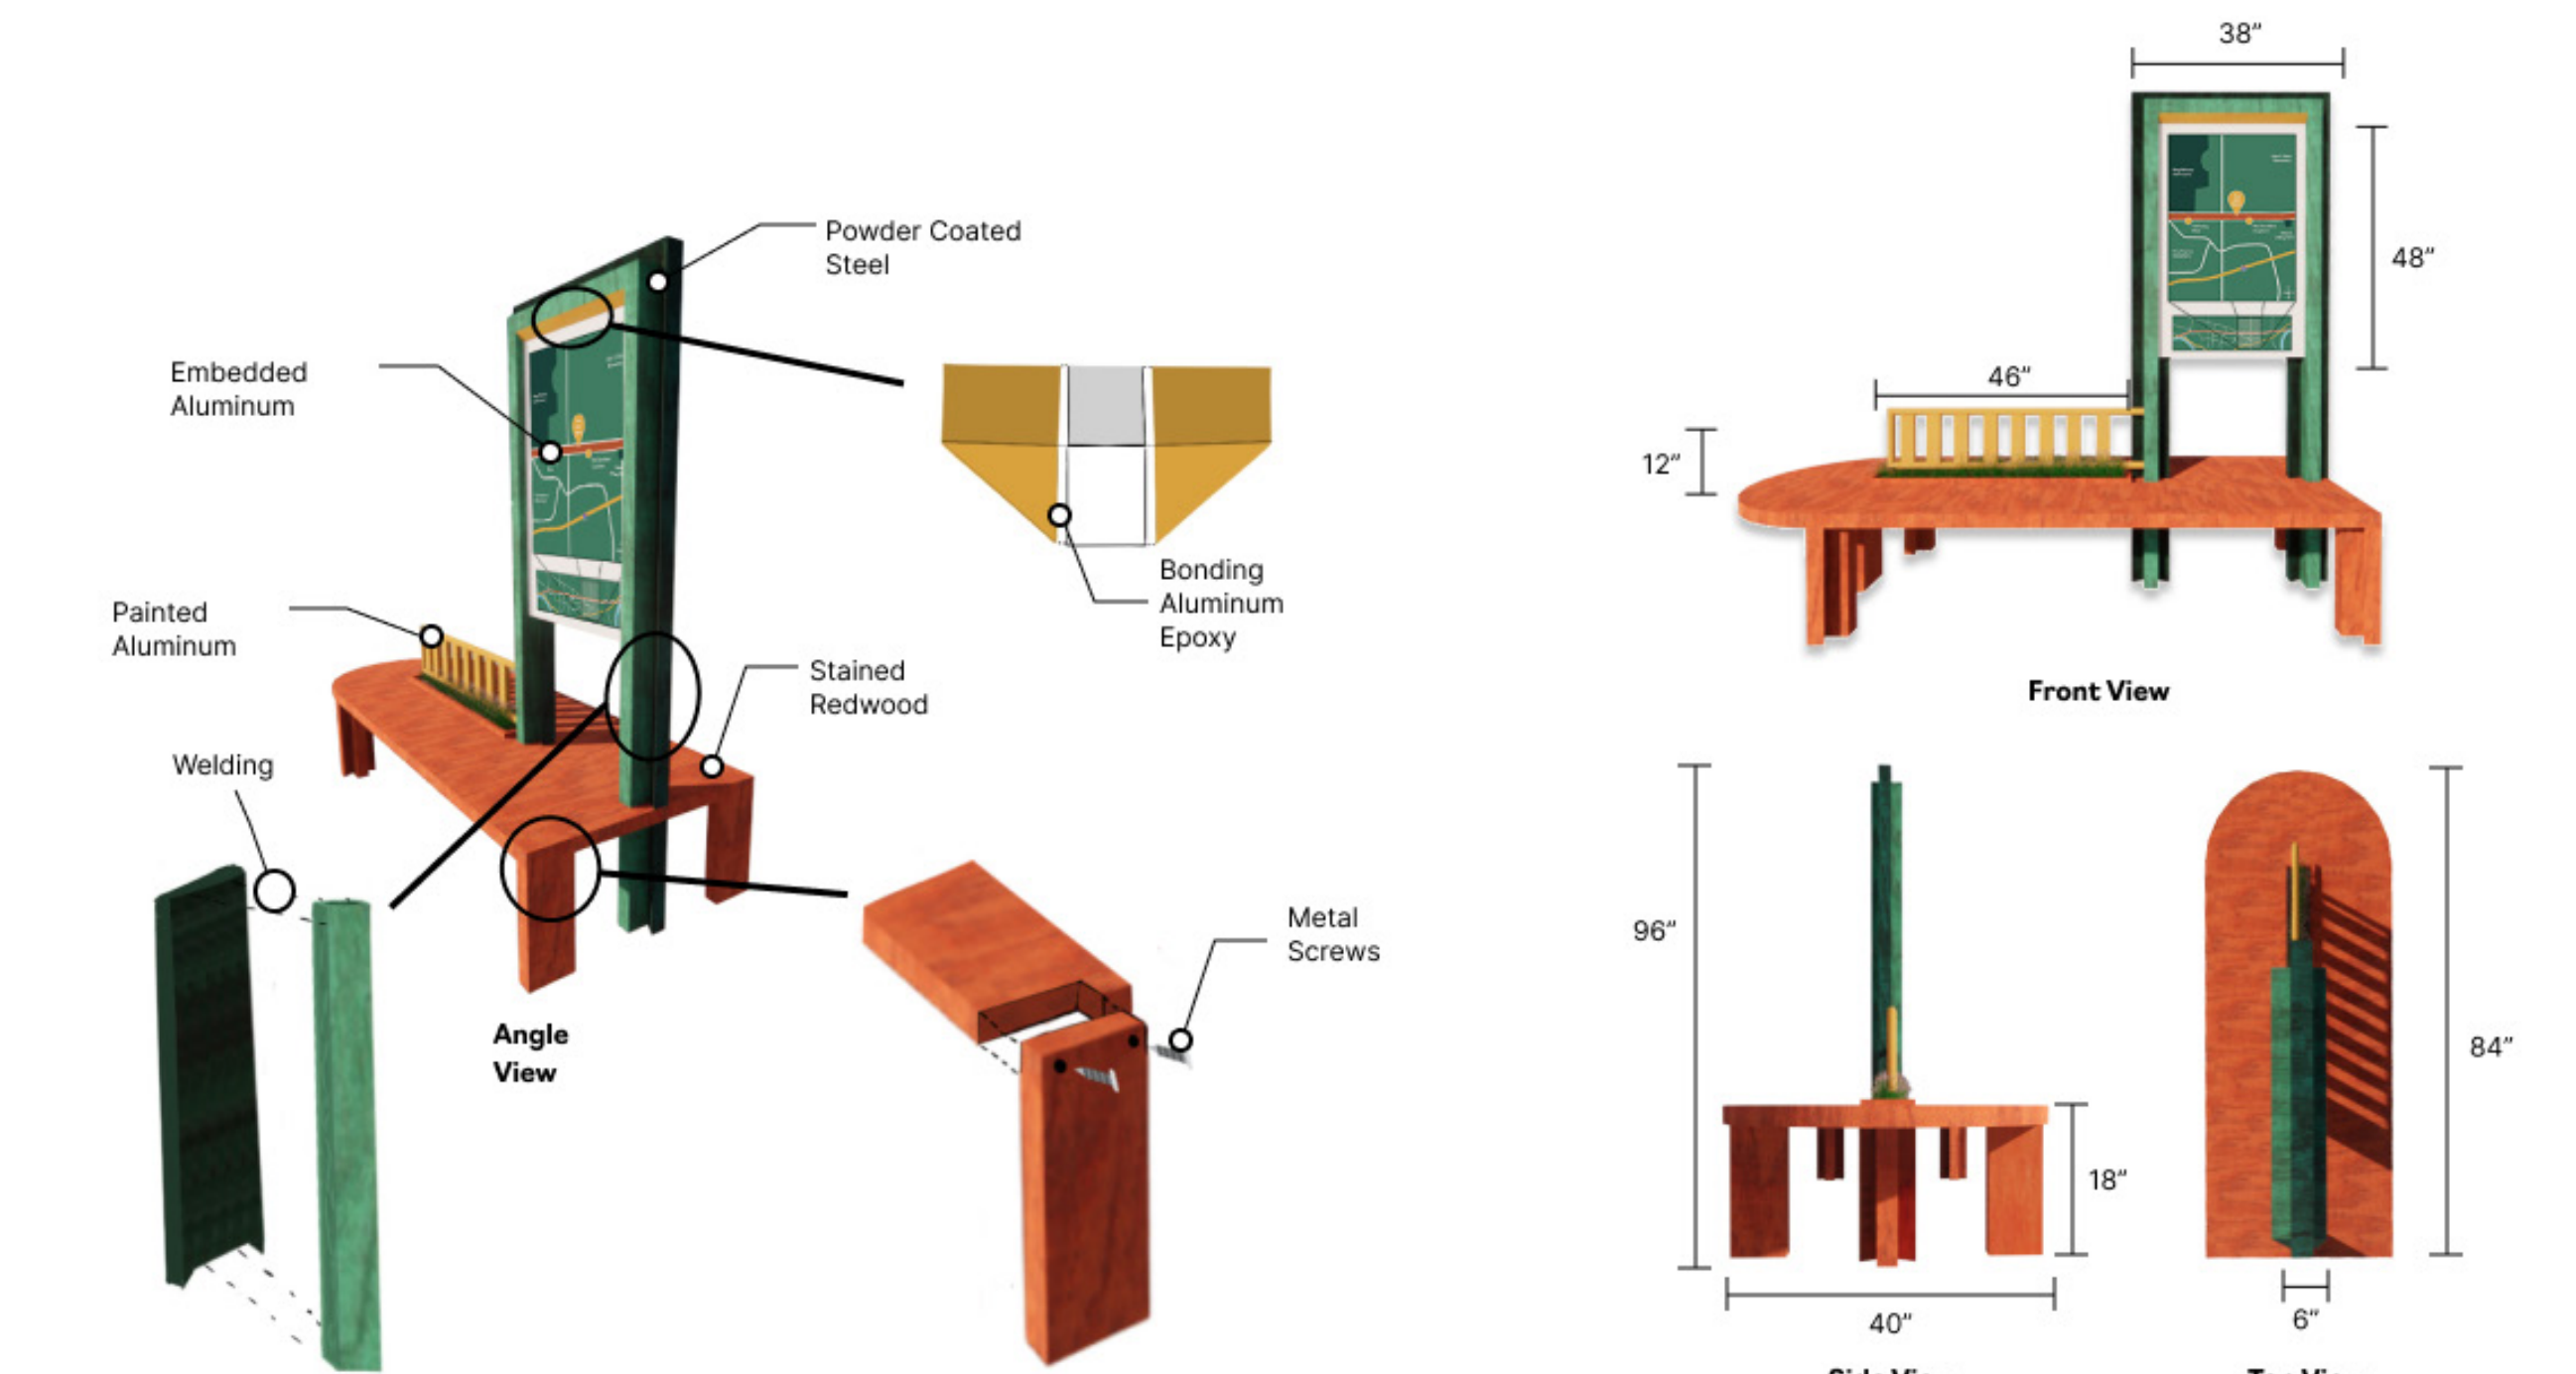 Powder Coated
Steel
Embedded
Aluminum
Bonding
Aluminum
Epoxy
Painted
Aluminum
Stained
Redwood
Welding
Metal
Screws
Angle
View
38”
48”
46”
12”
Front View
96”
18”
40”
84”
6”